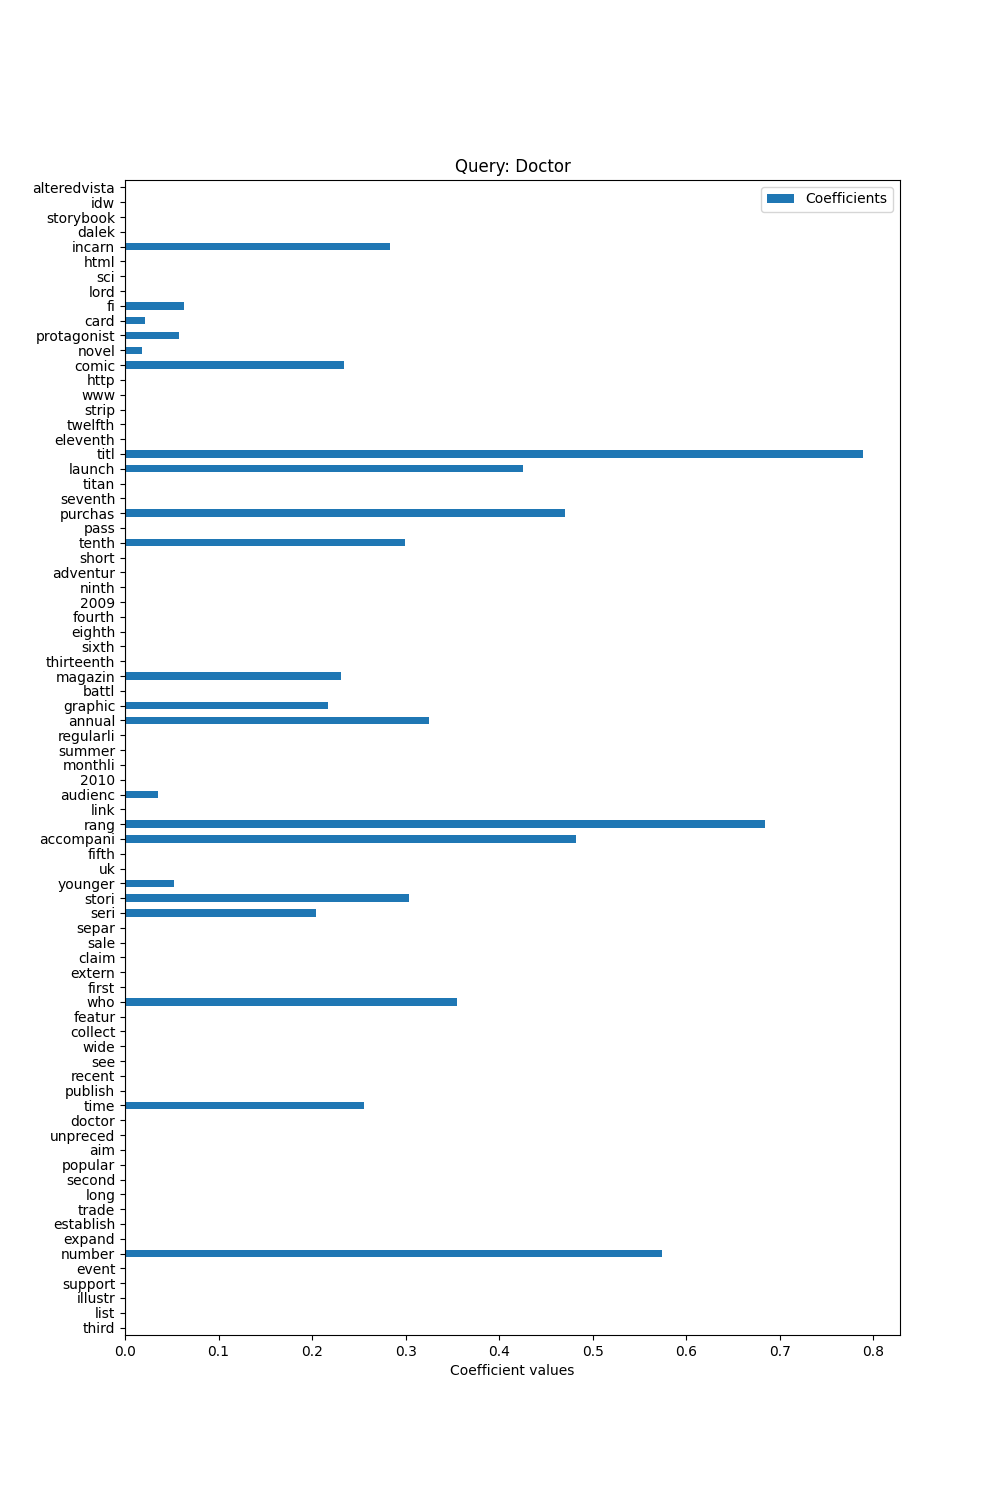 Query: Doctor
Coefficients
alteredvista
idw
storybook
dalek
incarn
html
sci
lord
fi
card
protagonist
novel
comic
http
www
strip
twelfth
eleventh
titl
launch
titan
seventh
purchas
pass
tenth
short
adventur
ninth
2009
fourth
eighth
sixth
thirteenth
magazin
battl
graphic
annual
regularli
summer
monthli
2010
audienc
link
rang
accompani
fifth
uk
younger
stori
seri
separ
sale
claim
extern
first
who
featur
collect
wide
see
recent
publish
time
doctor
unpreced
aim
popular
second
long
trade
establish
expand
number
event
support
illustr
list
third
0.0 0.1 0.2 0.3 0.4 0.5 0.6 0.7 0.8
Coefficient values